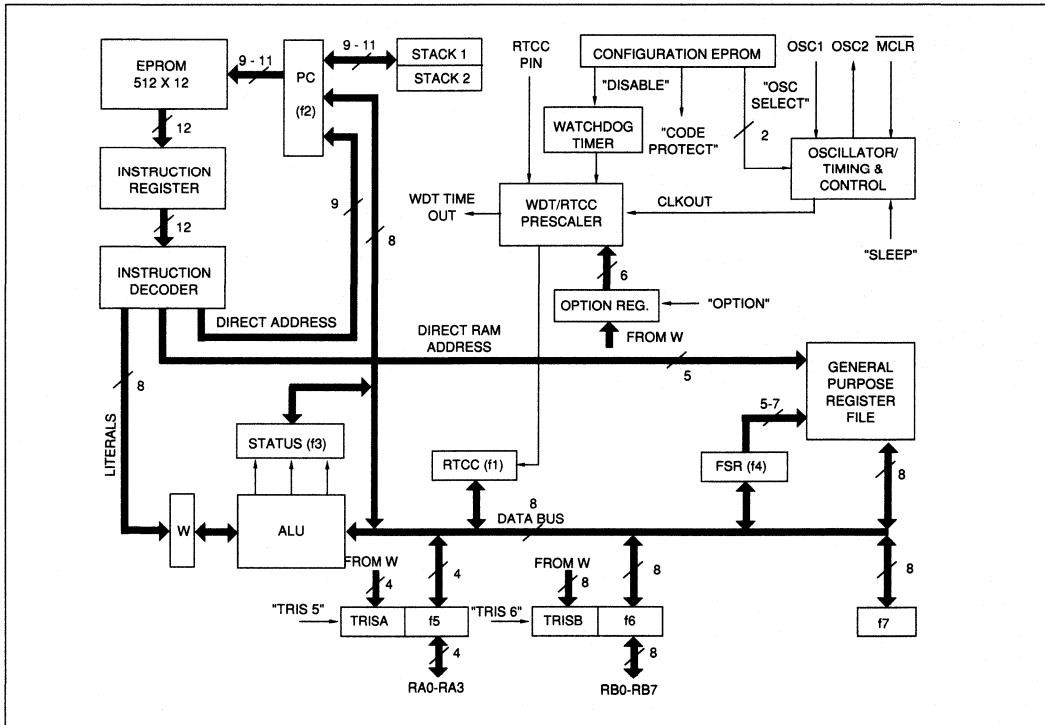 EPROM
512 X 12
9 - 11
PC
(f2)
9 - 11
STACK 1
STACK 2
RTCC
PIN
CONFIGURATION EPROM
OSC1
OSC2
MCLR
"DISABLE"
"OSC
SELECT"
12
WATCHDOG
TIMER
"CODE
PROTECT"
2
INSTRUCTION
REGISTER
OSCILLATOR/
TIMING &
CONTROL
9
WDT TIME
OUT
WDT/RTCC
PRESCALER
CLKOUT
12
8
"SLEEP"
INSTRUCTION
DECODER
6
OPTION REG.
"OPTION"
DIRECT ADDRESS
FROM W
DIRECT RAM
ADDRESS
5
GENERAL
PURPOSE
REGISTER
FILE
8
LITERALS
5-7
STATUS (f3)
RTCC (f1)
FSR (f4)
8
W
ALU
8
DATA BUS
FROM W
4
4
FROM W
8
8
8
"TRIS 5"
TRISA
f5
"TRIS 6"
TRISB
f6
f7
4
8
RA0-RA3
RB0-RB7